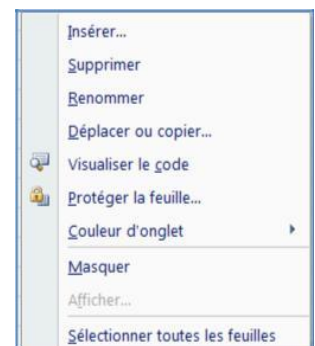 Insérer...
Supprimer
Renommer
Déplacer ou copier...
Visualiser le code
Protéger la feuille...
Couleur d'onglet
Masquer
Afficher...
Sélectionner toutes les feuilles